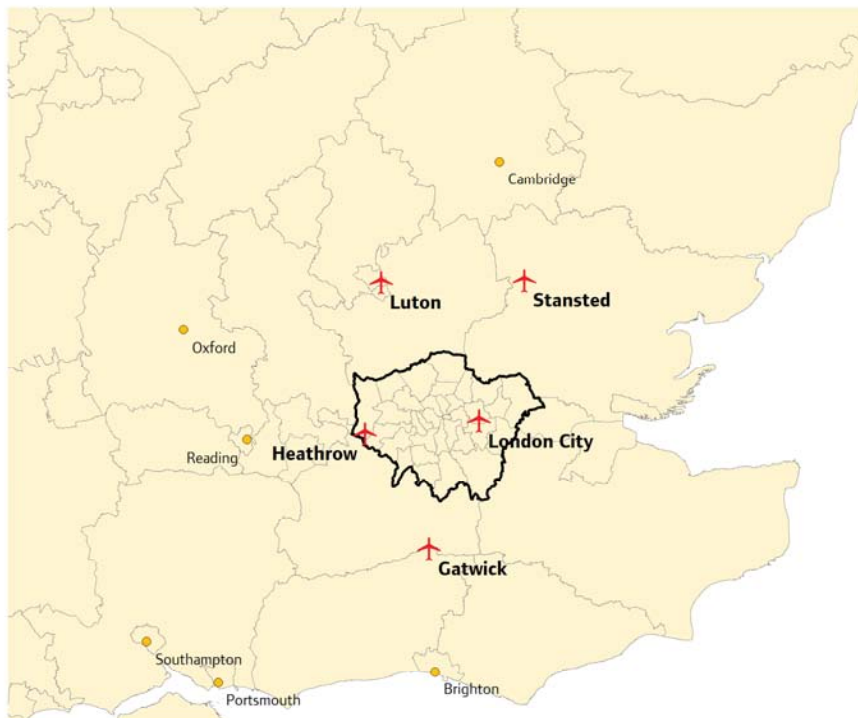 Cambridge
Luton
Stansted
Oxford
London City
Heathrow
Reading
Gatwick
Southampton
Portsmouth
Brighton